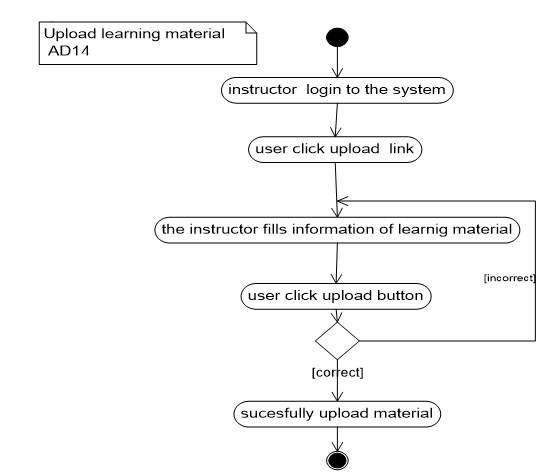 Upload learning material
AD14
instructor login to the system
user click upload link
the instructor fills information of learnig material
[incorrect]
user click upload button
[correct]
sucesfully upload material